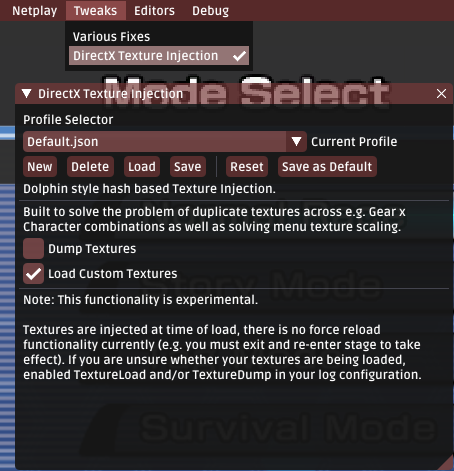 Netplay Tweaks Editors Debug
Various Fixes
DirectX Texture Injection
Mode Select
DirectX Texture Injection
Profile Selector
Default.json Current Profile
New Delete Load Save Reset Save as Default
Dolphin style hash based Texture Injection.
Built to solve the problem of duplicate textures across e.g. Gear x
Character combinations as well as solving menu texture scaling.
Dump Textures
Load Custom Textures
Story Mode
Note: This functionality is experimental.
Textures are injected at time of load, there is no force reload
functionality currently (e.g. you must exit and re-enter stage to take
effect). If you are unsure whether your textures are being loaded,
enabled TextureLoad and/or TextureDump in your log configuration.
Survival Mode